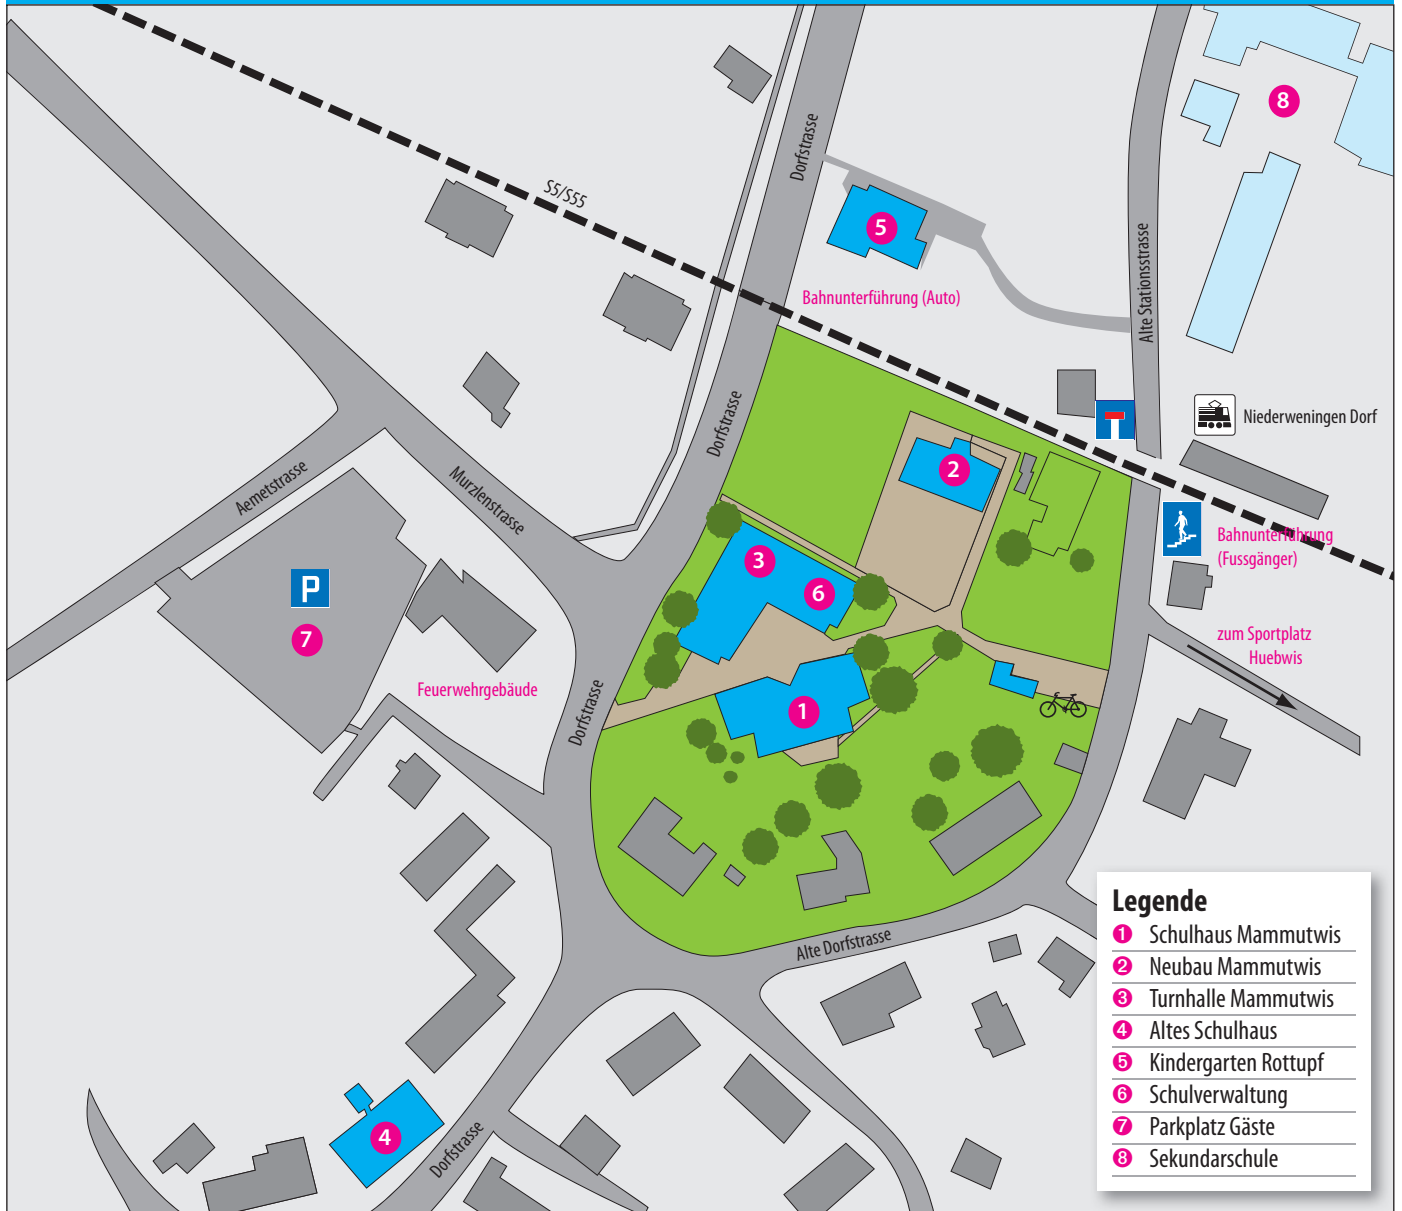 S5/S55
Dorfstrasse
8
5
Bahnunterführung (Auto)
Alte Stationsstrasse
Dorfstrasse
Niederweningen Dorf
2
Aemetstrasse
Murzlenstrasse
3
6
Bahnunterführung
(Fussgänger)
P
7
zum Sportplatz
Huebwis
Feuerwehrgebäude
Dorfstrasse
1
Alte Dorfstrasse
4
Dorfstrasse
Legende
1 Schulhaus Mammutwis
2 Neubau Mammutwis
3 Turnhalle Mammutwis
4 Altes Schulhaus
5 Kindergarten Rottupf
6 Schulverwaltung
7 Parkplatz Gäste
8 Sekundarschule